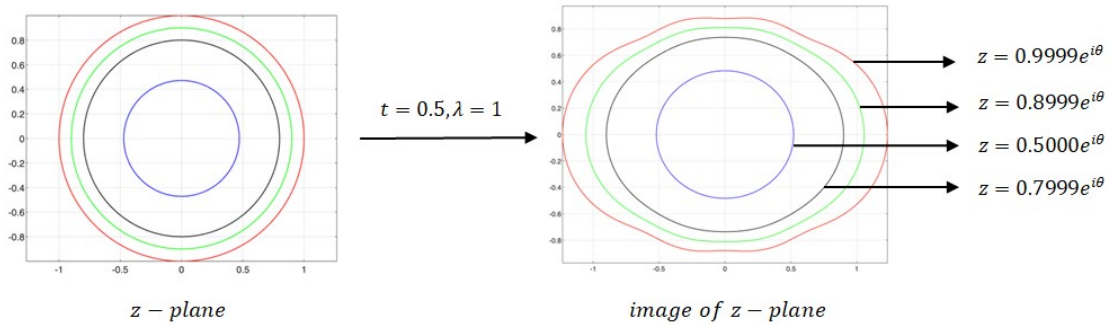 0.8
0.6
0.4
0.2
0
-0.2
-0.4
-0.6
-0.8
-1 -0.5 0 0.5 1
z − plane
t = 0.5, λ = 1
0.8
0.6
0.4
0.2
0
-0.2
-0.4
-0.6
-0.8
-1 -0.5 0 0.5 1
image of z − plane
z = 0.9999e^{iθ}
z = 0.8999e^{iθ}
z = 0.5000e^{iθ}
z = 0.7999e^{iθ}